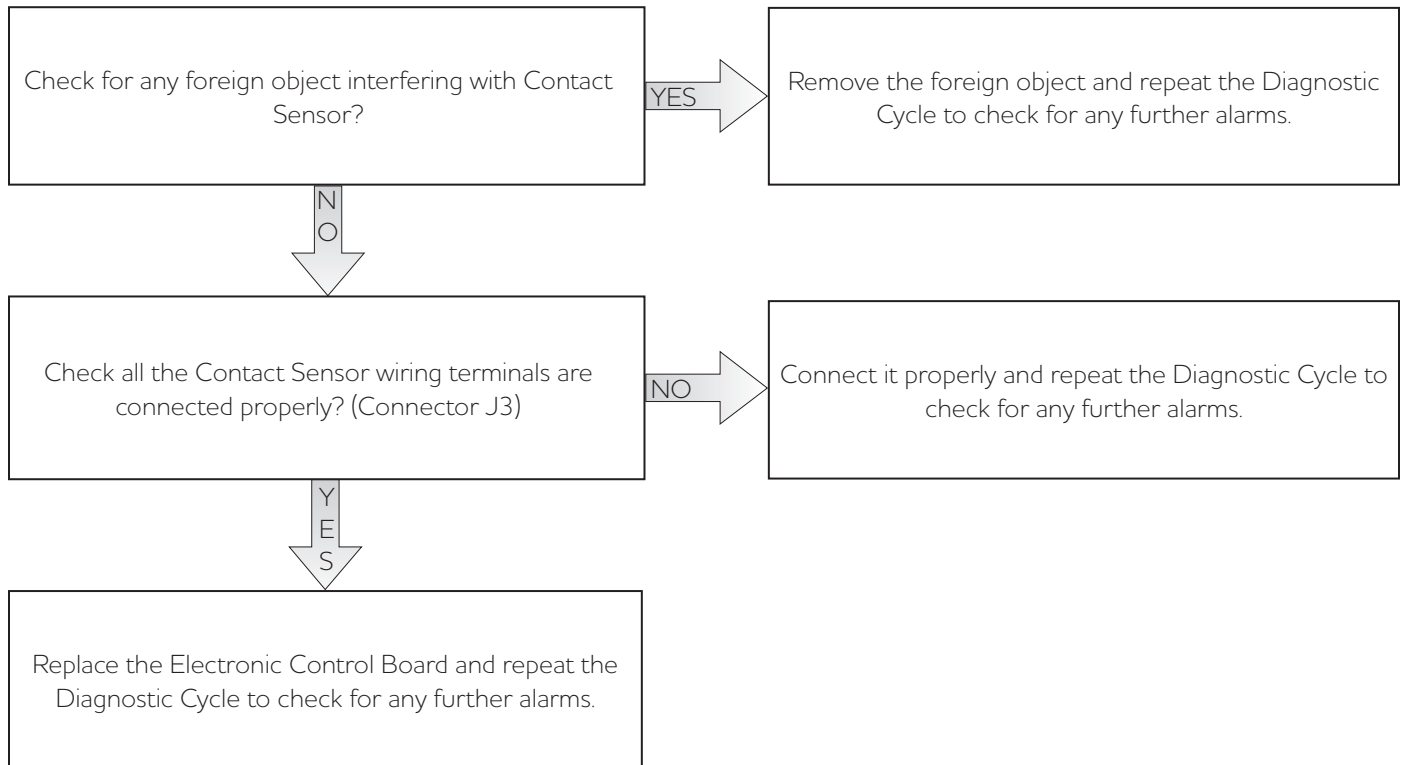 Check for any foreign object interfering with Contact
Sensor?
YES
Remove the foreign object and repeat the Diagnostic
Cycle to check for any further alarms.
NO
Check all the Contact Sensor wiring terminals are
connected properly? (Connector J3)
NO
Connect it properly and repeat the Diagnostic Cycle to
check for any further alarms.
YES
Replace the Electronic Control Board and repeat the
Diagnostic Cycle to check for any further alarms.